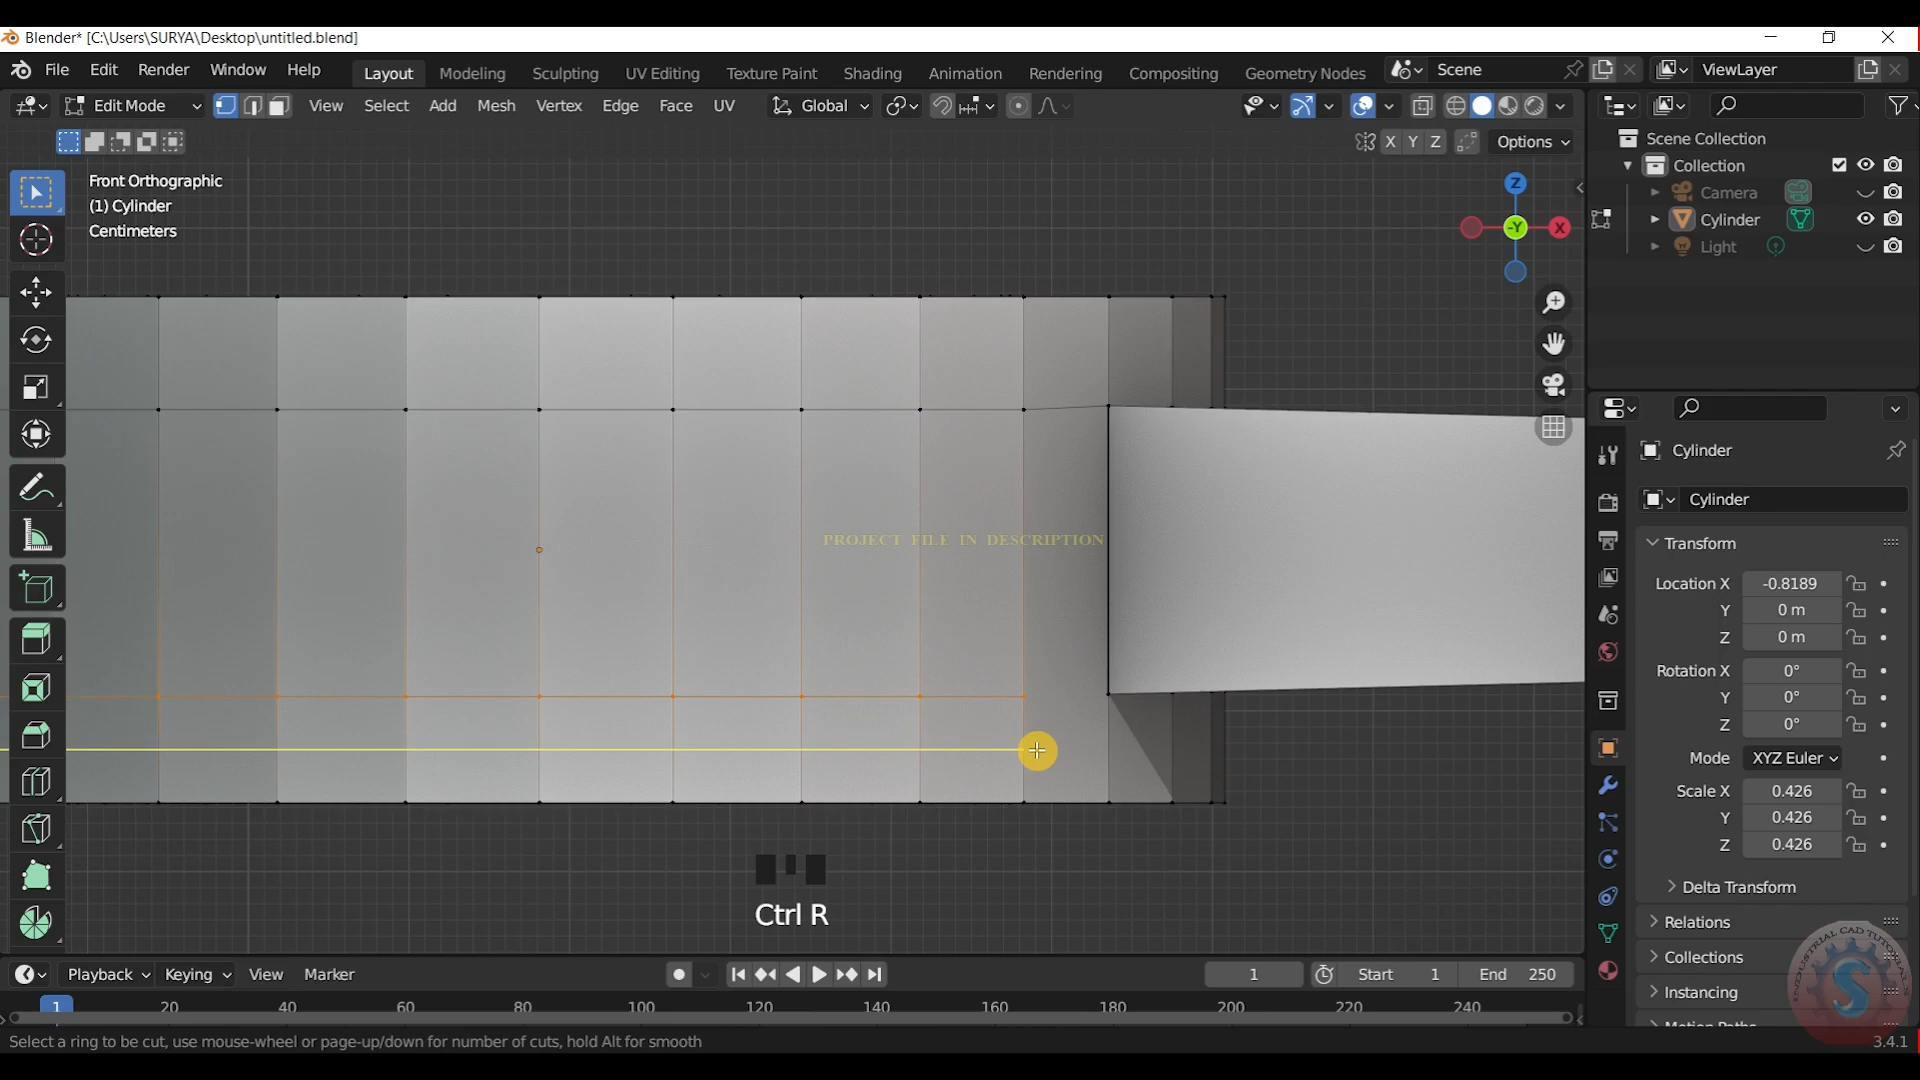 Blender* [C:\Users\SURYA\Desktop\untitled.blend]
File Edit Render Window Help Layout Modeling Sculpting UV Editing Texture Paint Shading Animation Rendering Compositing Geometry Nodes Scene ViewLayer
Edit Mode View Select Add Mesh Vertex Edge Face UV Global
X Y Z Options
Scene Collection
Collection
Camera
Cylinder
Light
Front Orthographic
(1) Cylinder
Centimeters
Z
-Y X
PROJECT FILE IN DESCRIPTION
Cylinder
Cylinder
Transform
Location X -0.8189
Y 0 m
Z 0 m
Rotation X 0°
Y 0°
Z 0°
Mode XYZ Euler
Scale X 0.426
Y 0.426
Z 0.426
Delta Transform
Relations
Collections
Instancing
Motion Paths
Ctrl R
Playback Keying View Marker 1 Start 1 End 250
1 20 40 60 80 100 120 140 160 180 200 220 240
Select a ring to be cut, use mouse-wheel or page-up/down for number of cuts, hold Alt for smooth
3.4.1
INDUSTRIAL CAD TUTORIALS
S